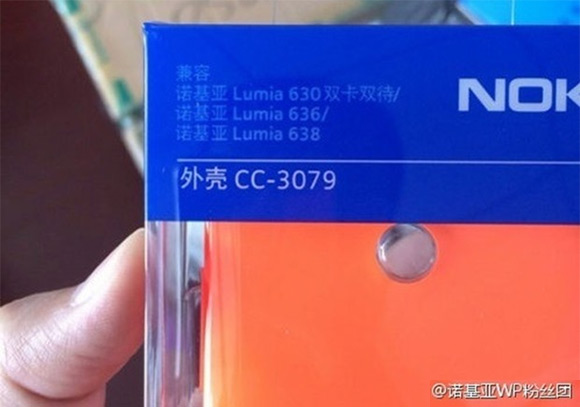 兼容
诺基亚 Lumia 630 双卡双待/
诺基亚 Lumia 636/
诺基亚 Lumia 638
NOK
外壳 CC-3079
@诺基亚WP粉丝团